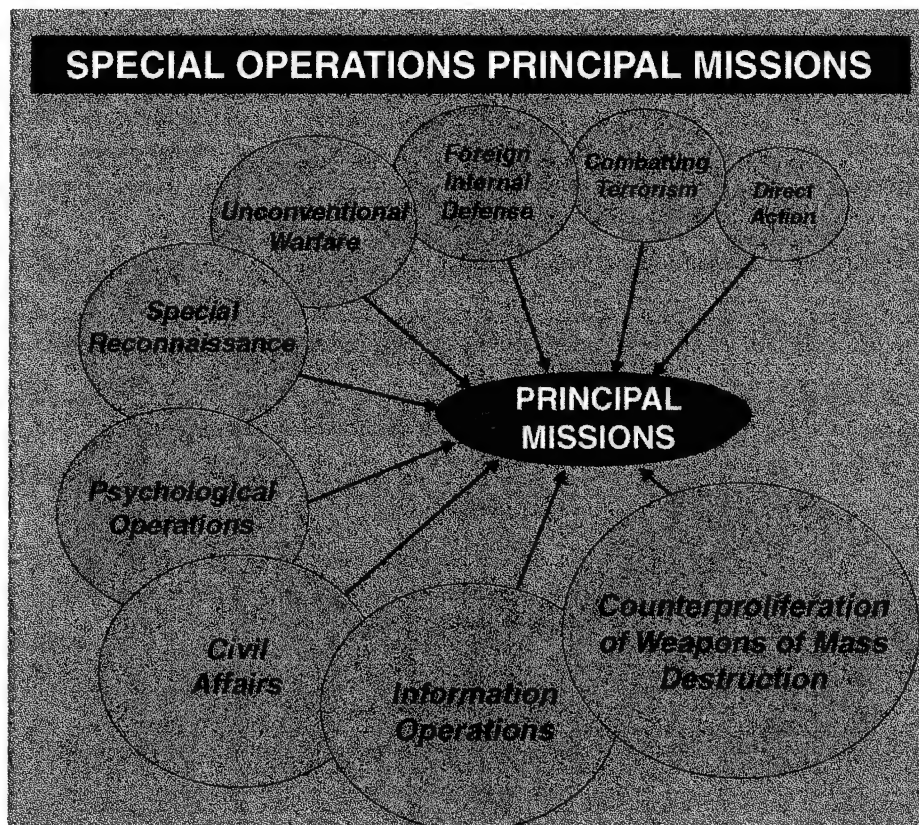 SPECIAL OPERATIONS PRINCIPAL MISSIONS
Foreign
Internal
Defense
Combatting
Terrorism
Direct
Action
Unconventional
Warfare
Special
Reconnaissance
PRINCIPAL
MISSIONS
Psychological
Operations
Counterproliferation
of Weapons of Mass
Destruction
Civil
Affairs
Information
Operations